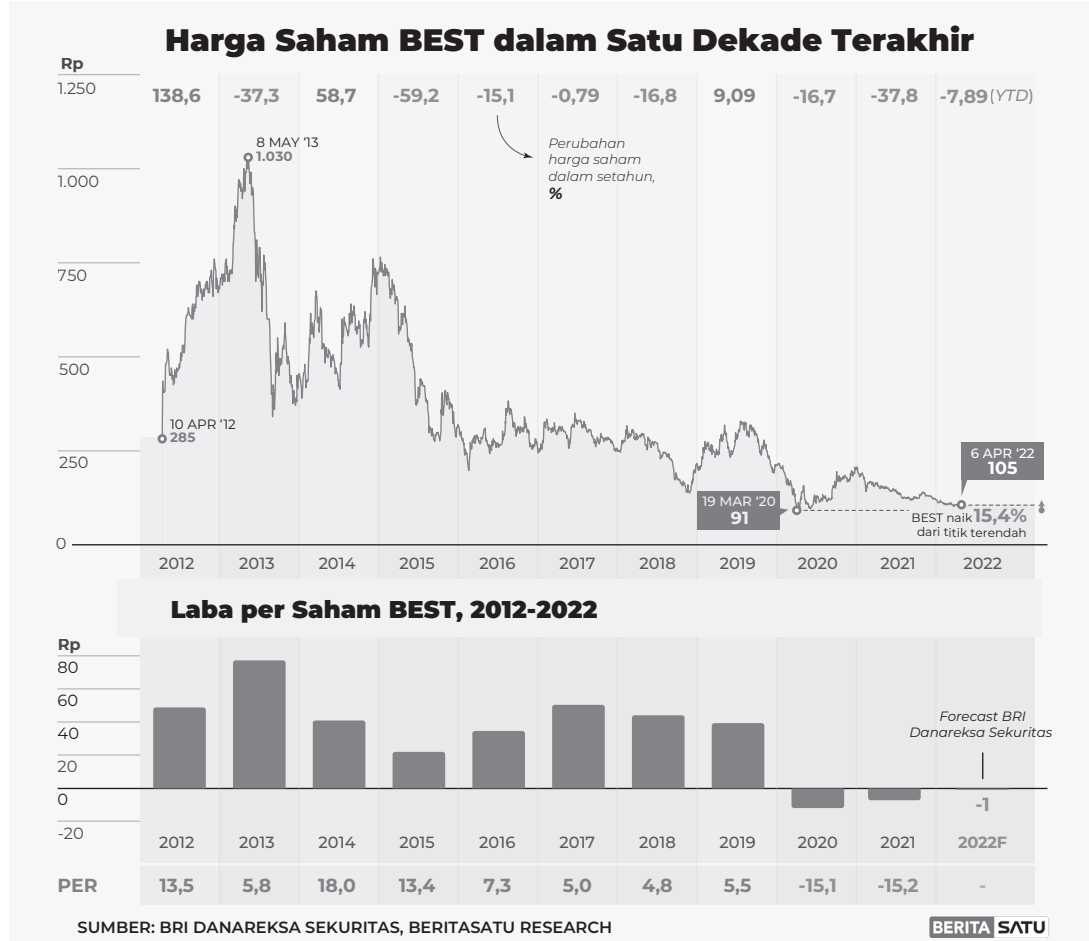 Harga Saham BEST dalam Satu Dekade Terakhir
Rp
1.250
138,6 -37,3 58,7 -59,2 -15,1 -0,79 -16,8 9,09 -16,7 -37,8 -7,89 (YTD)
Perubahan
harga saham
dalam setahun,
%
8 MAY ‘13
1.030
1.000
750
500
10 APR ‘12
285
250
6 APR ‘22
105
19 MAR ‘20
91
BEST naik 15,4%
dari titik terendah
0
2012 2013 2014 2015 2016 2017 2018 2019 2020 2021 2022
Laba per Saham BEST, 2012-2022
Rp
80
60
40
20
0
-20
Forecast BRI
Danareksa Sekuritas
-1
2012 2013 2014 2015 2016 2017 2018 2019 2020 2021 2022F
PER 13,5 5,8 18,0 13,4 7,3 5,0 4,8 5,5 -15,1 -15,2 -
SUMBER: BRI DANAREKSA SEKURITAS, BERITASATU RESEARCH
BERITA SATU